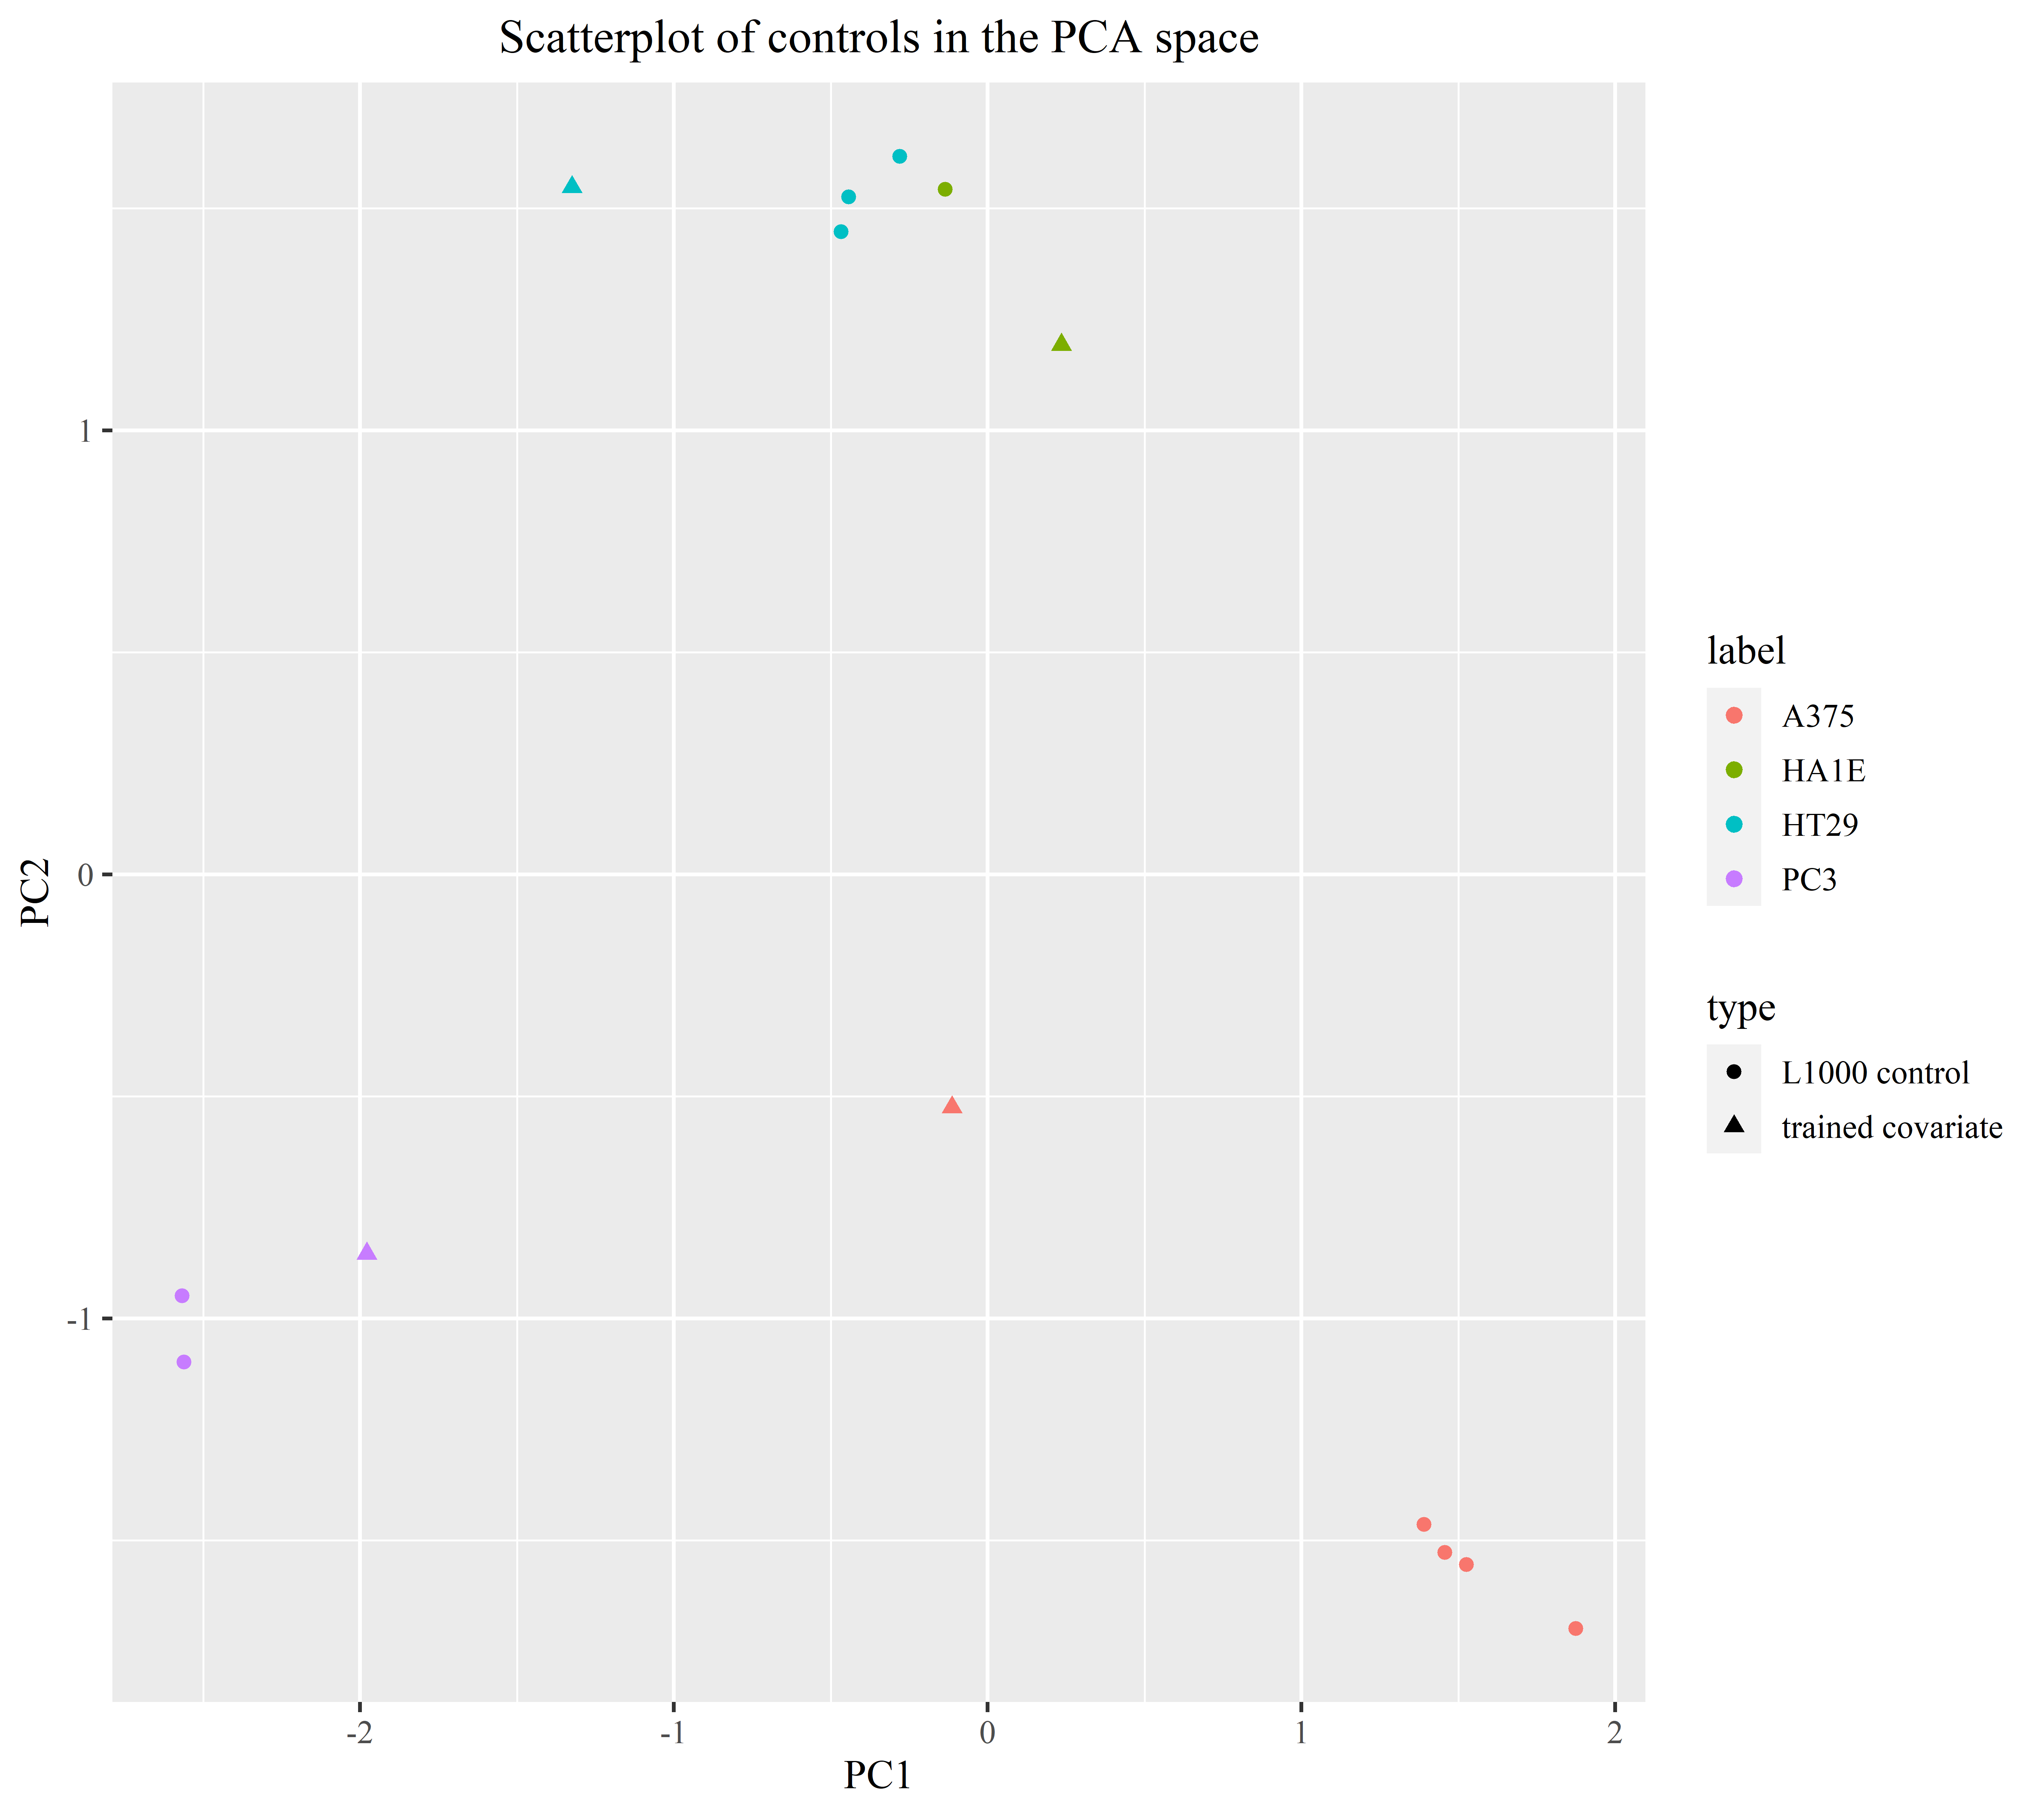 Scatterplot of controls in the PCA space
1
0
-1
PC2
-2 -1 0 1 2
PC1
label
A375
HA1E
HT29
PC3
type
L1000 control
trained covariate